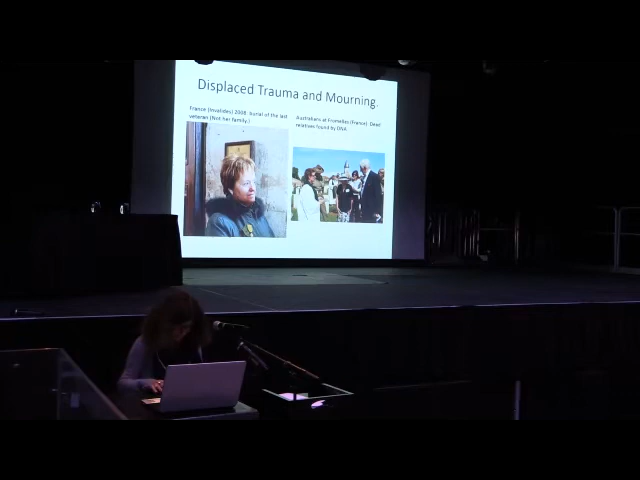 Displaced Trauma and Mourning.
France (Invalides) 2008 burial of the last
veteran (Not her family.)
Australians at Fromelles (France)- Dead
relatives found by DNA